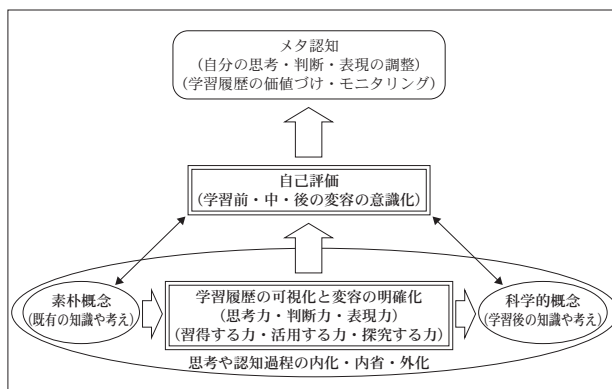 メタ認知
(自分の思考・判断・表現の調整)
(学習履歴の価値づけ・モニタリング)
自己評価
(学習前・中・後の変容の意識化)
素朴概念
(既有の知識や考え)
学習履歴の可視化と変容の明確化
(思考力・判断力・表現力)
(習得する力・活用する力・探究する力)
科学的概念
(学習後の知識や考え)
思考や認知過程の内化・内省・外化